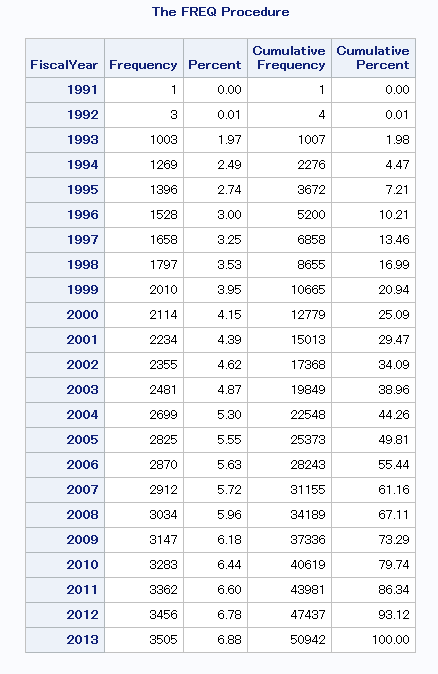 The FREQ Procedure
FiscalYear Frequency Percent Cumulative Frequency Cumulative Percent
1991 1 0.00 1 0.00
1992 3 0.01 4 0.01
1993 1003 1.97 1007 1.98
1994 1269 2.49 2276 4.47
1995 1396 2.74 3672 7.21
1996 1528 3.00 5200 10.21
1997 1658 3.25 6858 13.46
1998 1797 3.53 8655 16.99
1999 2010 3.95 10665 20.94
2000 2114 4.15 12779 25.09
2001 2234 4.39 15013 29.47
2002 2355 4.62 17368 34.09
2003 2481 4.87 19849 38.96
2004 2699 5.30 22548 44.26
2005 2825 5.55 25373 49.81
2006 2870 5.63 28243 55.44
2007 2912 5.72 31155 61.16
2008 3034 5.96 34189 67.11
2009 3147 6.18 37336 73.29
2010 3283 6.44 40619 79.74
2011 3362 6.60 43981 86.34
2012 3456 6.78 47437 93.12
2013 3505 6.88 50942 100.00